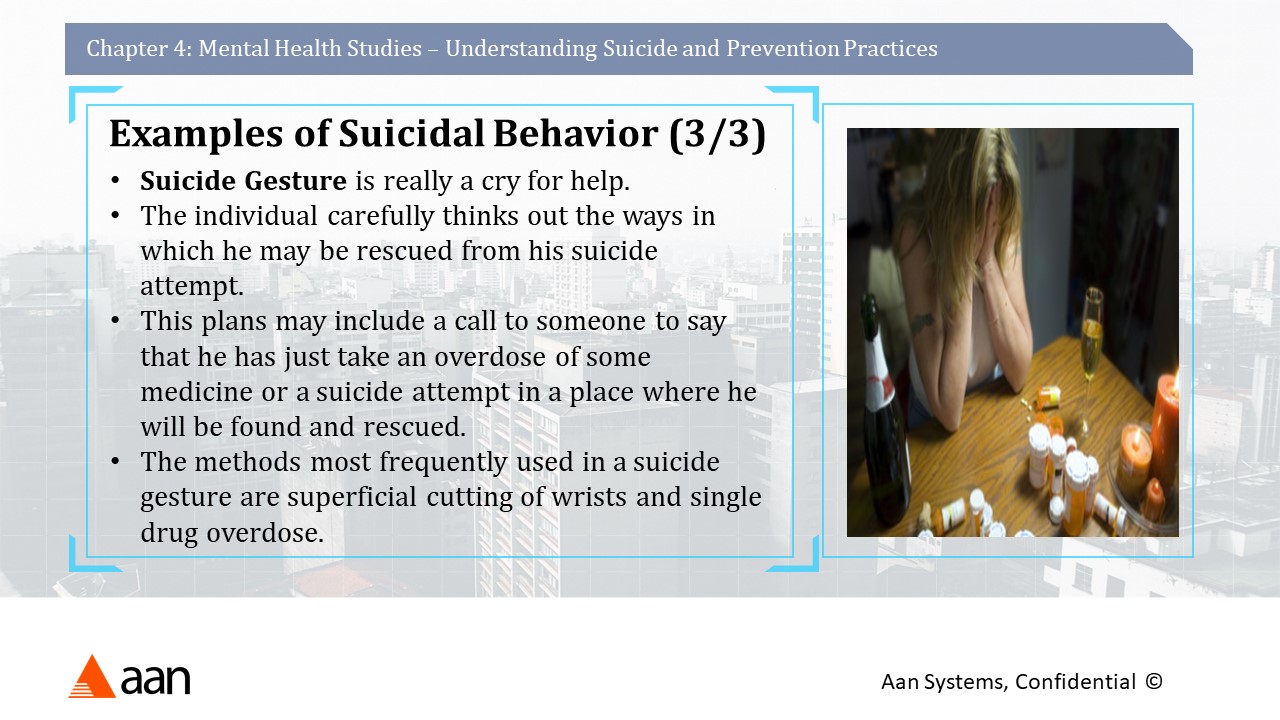 Chapter 4: Mental Health Studies – Understanding Suicide and Prevention Practices
Examples of Suicidal Behavior (3/3)
• Suicide Gesture is really a cry for help.
• The individual carefully thinks out the ways in
which he may be rescued from his suicide
attempt.
• This plans may include a call to someone to say
that he has just take an overdose of some
medicine or a suicide attempt in a place where he
will be found and rescued.
• The methods most frequently used in a suicide
gesture are superficial cutting of wrists and single
drug overdose.
aan
Aan Systems, Confidential ©